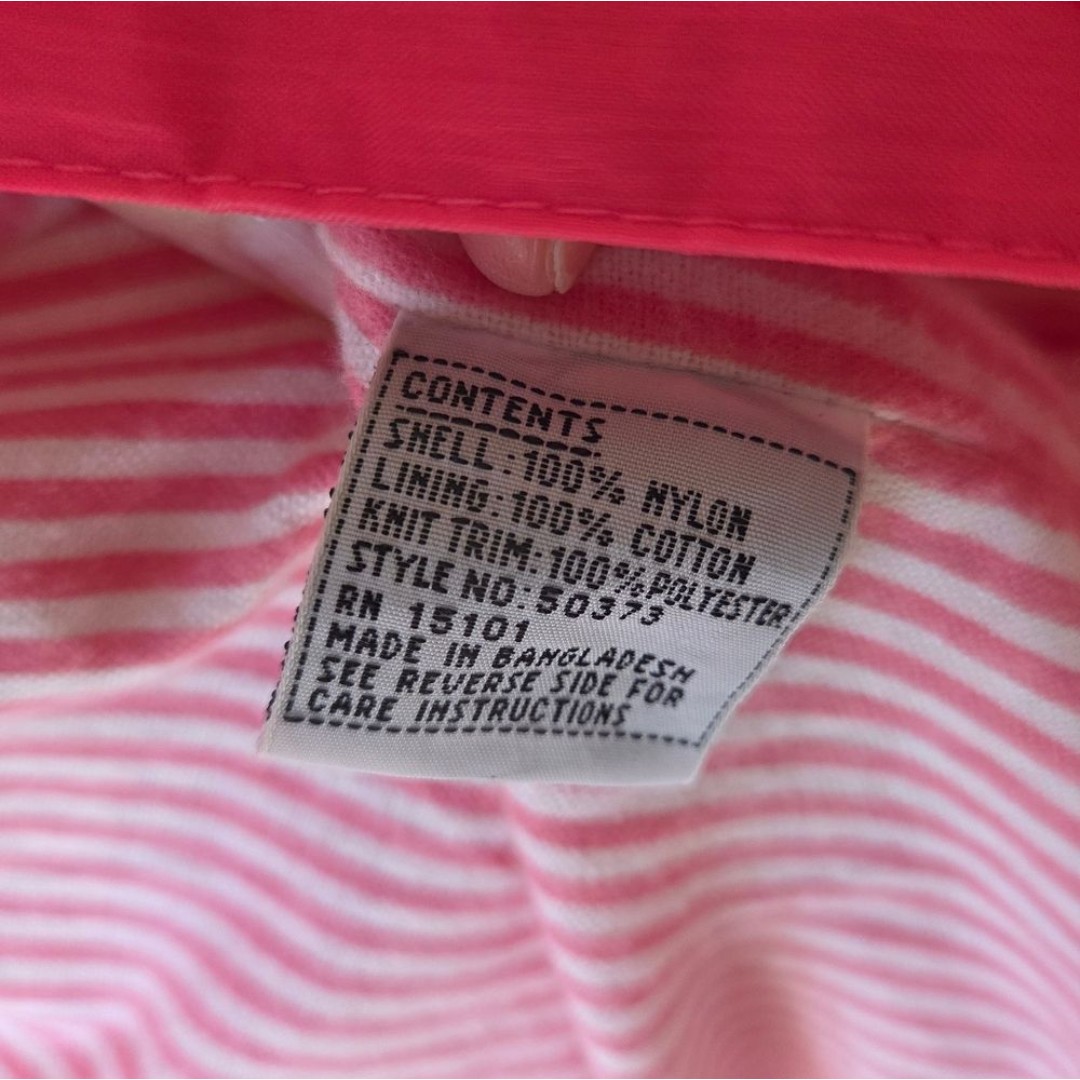 CONTENTS
SHELL:100% NYLON
LINING:100% COTTON
KNIT TRIM:100%POLYESTER
STYLE NO:50373
RN 15101
MADE IN BANGLADESH
SEE REVERSE SIDE FOR
CARE INSTRUCTIONS